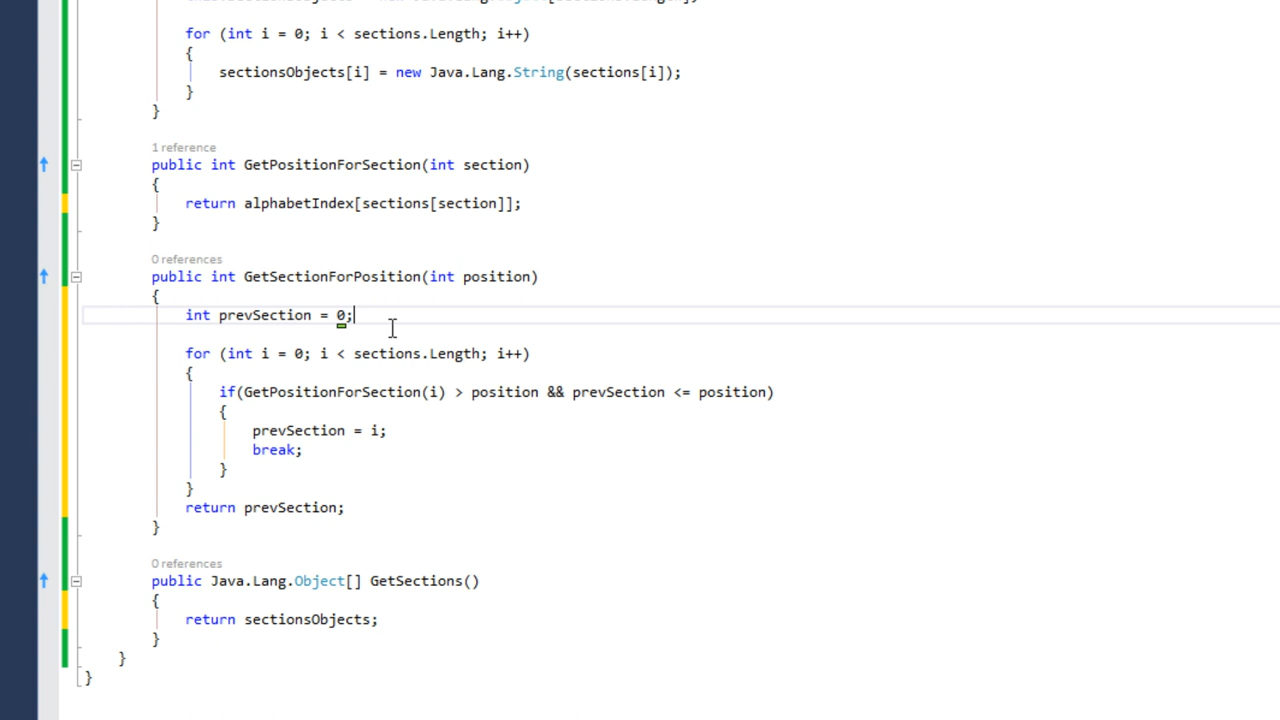 for (int i = 0; i < sections.Length; i++)
{
sectionsObjects[i] = new Java.Lang.String(sections[i]);
}
}
1 reference
public int GetPositionForSection(int section)
{
return alphabetIndex[sections[section]];
}
0 references
public int GetSectionForPosition(int position)
{
int prevSection = 0;
for (int i = 0; i < sections.Length; i++)
{
if(GetPositionForSection(i) > position && prevSection <= position)
{
prevSection = i;
break;
}
}
return prevSection;
}
0 references
public Java.Lang.Object[] GetSections()
{
return sectionsObjects;
}
}
}